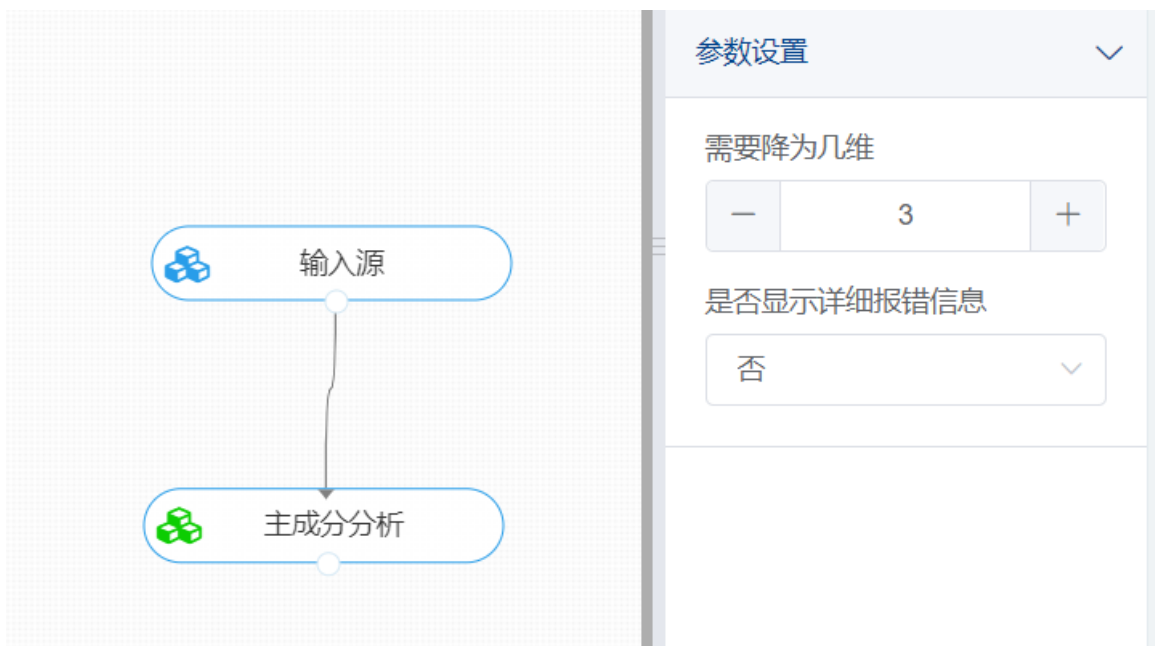 输入源
主成分分析
参数设置
需要降为几维
3
是否显示详细报错信息
否